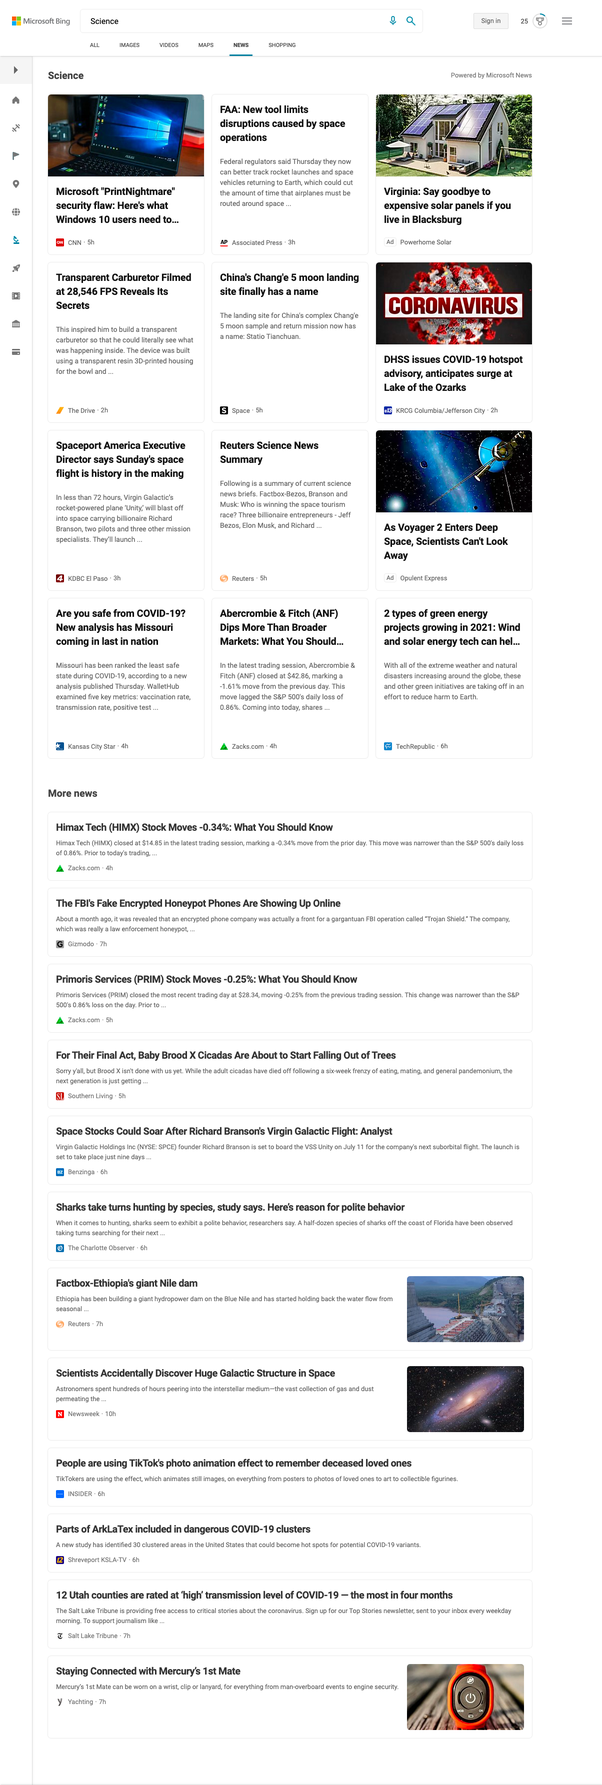 Microsoft Bing
Science
Sign in
25
ALL
IMAGES
VIDEOS
MAPS
NEWS
SHOPPING
Science
Powered by Microsoft News
Microsoft "PrintNightmare"
security flaw: Here's what
Windows 10 users need to...
CNN · 5h
FAA: New tool limits
disruptions caused by space
operations
Federal regulators said Thursday they now
can better track rocket launches and space
vehicles returning to Earth, which could cut
the amount of time that airplanes must be
routed around space ...
AP
Associated Press · 3h
Virginia: Say goodbye to
expensive solar panels if you
live in Blacksburg
Ad
Powerhome Solar
Transparent Carburetor Filmed
at 28,546 FPS Reveals Its
Secrets
This inspired him to build a transparent
carburetor so that he could literally see what
was happening inside. The device was built
using a transparent resin 3D-printed housing
for the bowl and ...
The Drive · 2h
China's Chang'e 5 moon landing
site finally has a name
The landing site for China's complex Chang'e
5 moon sample and return mission now has
a name: Statio Tianchuan.
Space · 5h
CORONAVIRUS
DHSS issues COVID-19 hotspot
advisory, anticipates surge at
Lake of the Ozarks
KRCG Columbia/Jefferson City · 2h
Spaceport America Executive
Director says Sunday's space
flight is history in the making
In less than 72 hours, Virgin Galactic's
rocket-powered plane 'Unity,' will blast off
into space carrying billionaire Richard
Branson, two pilots and three other mission
specialists. They'll launch ...
KDBC El Paso · 3h
Reuters Science News
Summary
Following is a summary of current science
news briefs. Factbox-Bezos, Branson and
Musk: Who is winning the space tourism
race? Three billionaire entrepreneurs - Jeff
Bezos, Elon Musk, and Richard ...
Reuters · 5h
As Voyager 2 Enters Deep
Space, Scientists Can't Look
Away
Ad
Opulent Express
Are you safe from COVID-19?
New analysis has Missouri
coming in last in nation
Missouri has been ranked the least safe
state during COVID-19, according to a new
analysis published Thursday. WalletHub
examined five key metrics: vaccination rate,
transmission rate, positive test ...
Kansas City Star · 4h
Abercrombie & Fitch (ANF)
Dips More Than Broader
Markets: What You Should...
In the latest trading session, Abercrombie &
Fitch (ANF) closed at $42.86, marking a
-1.61% move from the previous day. This
move lagged the S&P 500's daily loss of
0.86%. Coming into today, shares ...
Zacks.com · 4h
2 types of green energy
projects growing in 2021: Wind
and solar energy tech can hel...
With all of the extreme weather and natural
disasters increasing around the globe, these
and other green initiatives are taking off in an
effort to reduce harm to Earth.
TechRepublic · 6h
More news
Himax Tech (HIMX) Stock Moves -0.34%: What You Should Know
Himax Tech (HIMX) closed at $14.85 in the latest trading session, marking a -0.34% move from the prior day. This move was narrower than the S&P 500's daily loss
of 0.86%. Prior to today's trading, ...
Zacks.com · 4h
The FBI's Fake Encrypted Honeypot Phones Are Showing Up Online
About a month ago, it was revealed that an encrypted phone company was actually a front for a gargantuan FBI operation called "Trojan Shield." The company,
which was really a law enforcement honeypot, ...
Gizmodo · 7h
Primoris Services (PRIM) Stock Moves -0.25%: What You Should Know
Primoris Services (PRIM) closed the most recent trading day at $28.34, moving -0.25% from the previous trading session. This change was narrower than the S&P
500's 0.86% loss on the day. Prior to ...
Zacks.com · 5h
For Their Final Act, Baby Brood X Cicadas Are About to Start Falling Out of Trees
Sorry y'all, but Brood X isn't done with us yet. While the adult cicadas have died off following a six-week frenzy of eating, mating, and general pandemonium, the
next generation is just getting ...
Southern Living · 5h
Space Stocks Could Soar After Richard Branson's Virgin Galactic Flight: Analyst
Virgin Galactic Holdings Inc (NYSE: SPCE) founder Richard Branson is set to board the VSS Unity on July 11 for the company's next suborbital flight. The launch is
set to take place just nine days ...
Benzinga · 6h
Sharks take turns hunting by species, study says. Here's reason for polite behavior
When it comes to hunting, sharks seem to exhibit a polite behavior, researchers say. A half-dozen species of sharks off the coast of Florida have been observed
taking turns searching for their next ...
The Charlotte Observer · 6h
Factbox-Ethiopia's giant Nile dam
Ethiopia has been building a giant hydropower dam on the Blue Nile and has started holding back the water flow from
seasonal ...
Reuters · 7h
Scientists Accidentally Discover Huge Galactic Structure in Space
Astronomers spent hundreds of hours peering into the interstellar medium—the vast collection of gas and dust
permeating the ...
Newsweek · 10h
People are using TikTok's photo animation effect to remember deceased loved ones
TikTokers are using the effect, which animates still images, on everything from posters to photos of loved ones to art to collectible figurines.
INSIDER · 6h
Parts of ArkLaTex included in dangerous COVID-19 clusters
A new study has identified 30 clustered areas in the United States that could become hot spots for potential COVID-19 variants.
Shreveport KSLA-TV · 6h
12 Utah counties are rated at 'high' transmission level of COVID-19 — the most in four months
The Salt Lake Tribune is providing free access to critical stories about the coronavirus. Sign up for our Top Stories newsletter, sent to your inbox every weekday
morning. To support journalism like ...
Salt Lake Tribune · 7h
Staying Connected with Mercury's 1st Mate
Mercury's 1st Mate can be worn on a wrist, clip or lanyard, for everything from man-overboard events to engine security.
Yachting · 7h